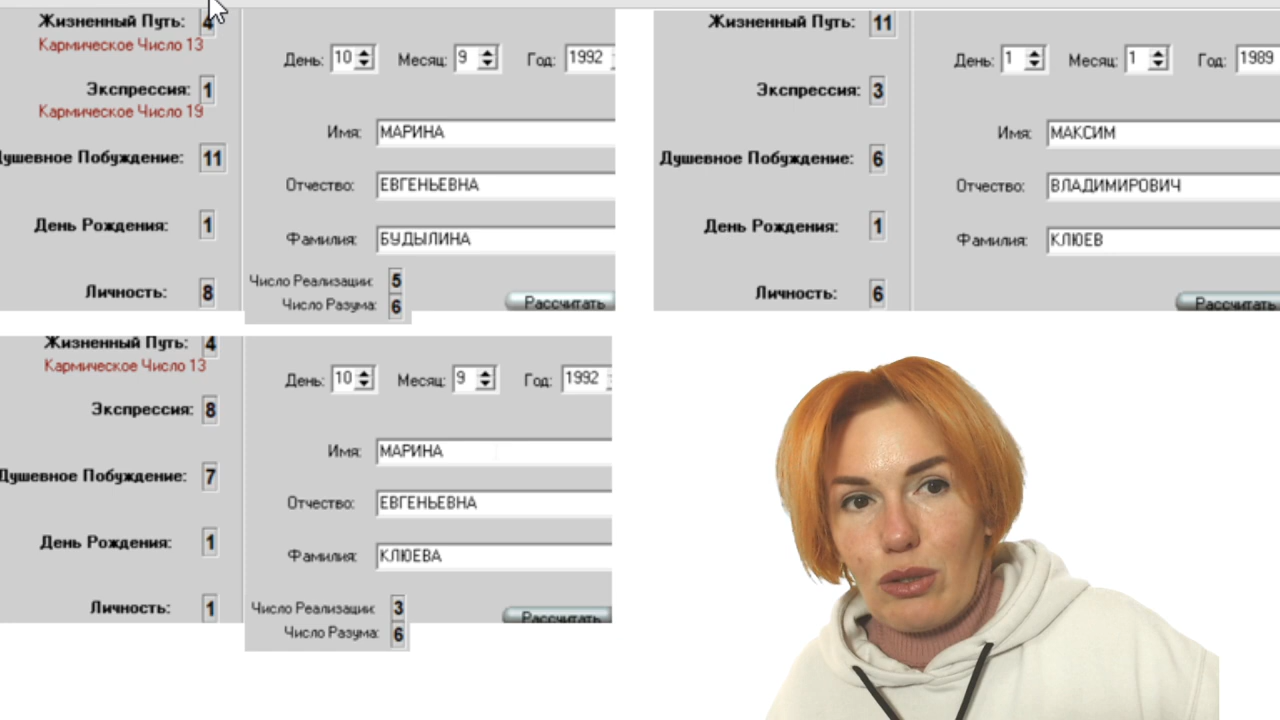 Жизненный Путь: 4
Кармическое Число 13
День: 10 Месяц: 9 Год: 1992
Экспрессия: 1
Кармическое Число 19
Имя: МАРИНА
Душевное Побуждение: 11
Отчество: ЕВГЕНЬЕВНА
День Рождения: 1
Фамилия: БУДЫЛИНА
Число Реализации: 5
Личность: 8
Число Разума: 6
Рассчитать
Жизненный Путь: 11
День: 1 Месяц: 1 Год: 1989
Экспрессия: 3
Имя: МАКСИМ
Душевное Побуждение: 6
Отчество: ВЛАДИМИРОВИЧ
День Рождения: 1
Фамилия: КЛЮЕВ
Личность: 6
Рассчитать
Жизненный Путь: 4
Кармическое Число 13
День: 10 Месяц: 9 Год: 1992
Экспрессия: 8
Имя: МАРИНА
Душевное Побуждение: 7
Отчество: ЕВГЕНЬЕВНА
День Рождения: 1
Фамилия: КЛЮЕВА
Личность: 1
Число Реализации: 3
Рассчитать
Число Разума: 6